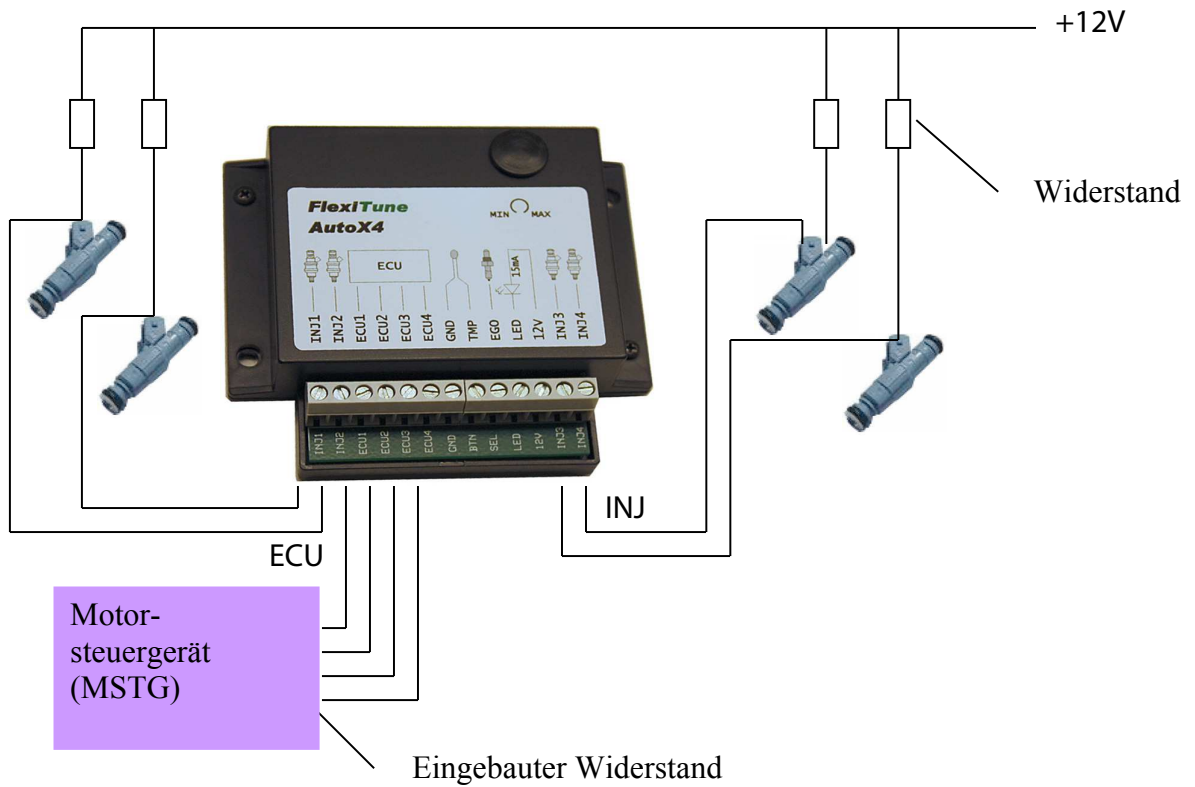 +12V
Widerstand
FlexiTune
AutoX4
MIN MAX
ECU
15mA
INJ1 INJ2 ECU1 ECU2 ECU3 ECU4 GND TMP EGO LED 12V INJ3 INJ4
INJ1 INJ2 ECU1 ECU2 ECU3 ECU4 GND BTN SEL LED 12V INJ3 INJ4
INJ
ECU
Motor-
steuergerät
(MSTG)
Eingebauter Widerstand